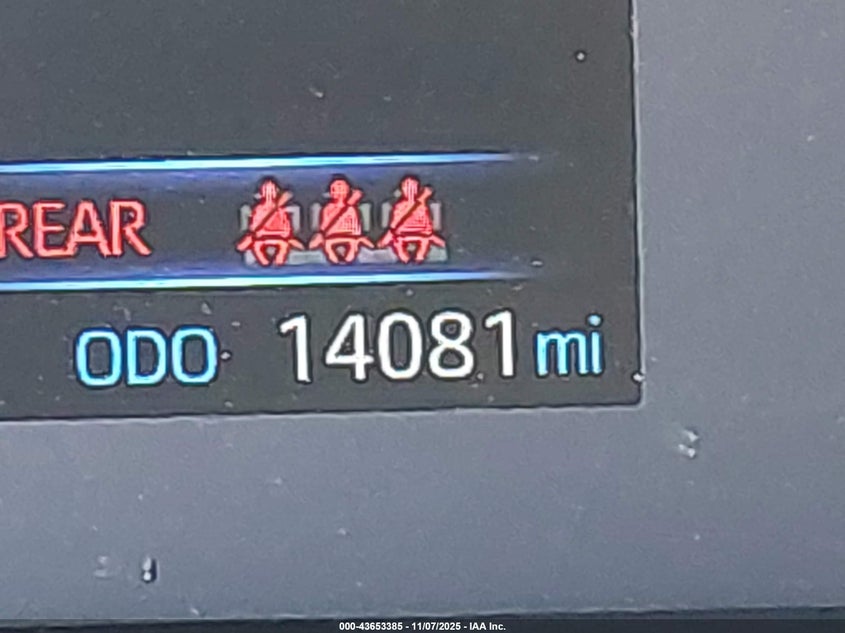 REAR
ODO 14081 mi
000-43653385 - 11/07/2025 - IAA Inc.